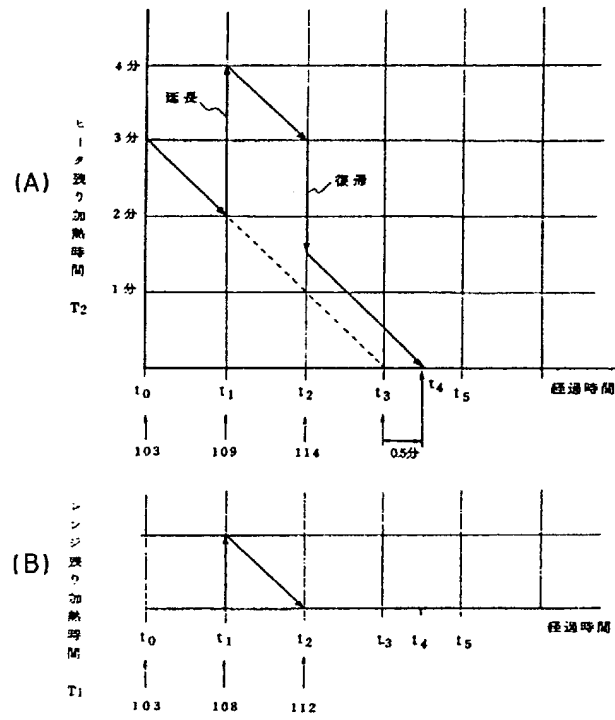 (A)
ヒータ残り加熱時間 T2
4分
3分
2分
1分
延長
復帰
t0 t1 t2 t3 t4 t5 経過時間
103 109 114 0.5分
(B)
レンジ残り加熱時間 T1
t0 t1 t2 t3 t4 t5 経過時間
103 108 112